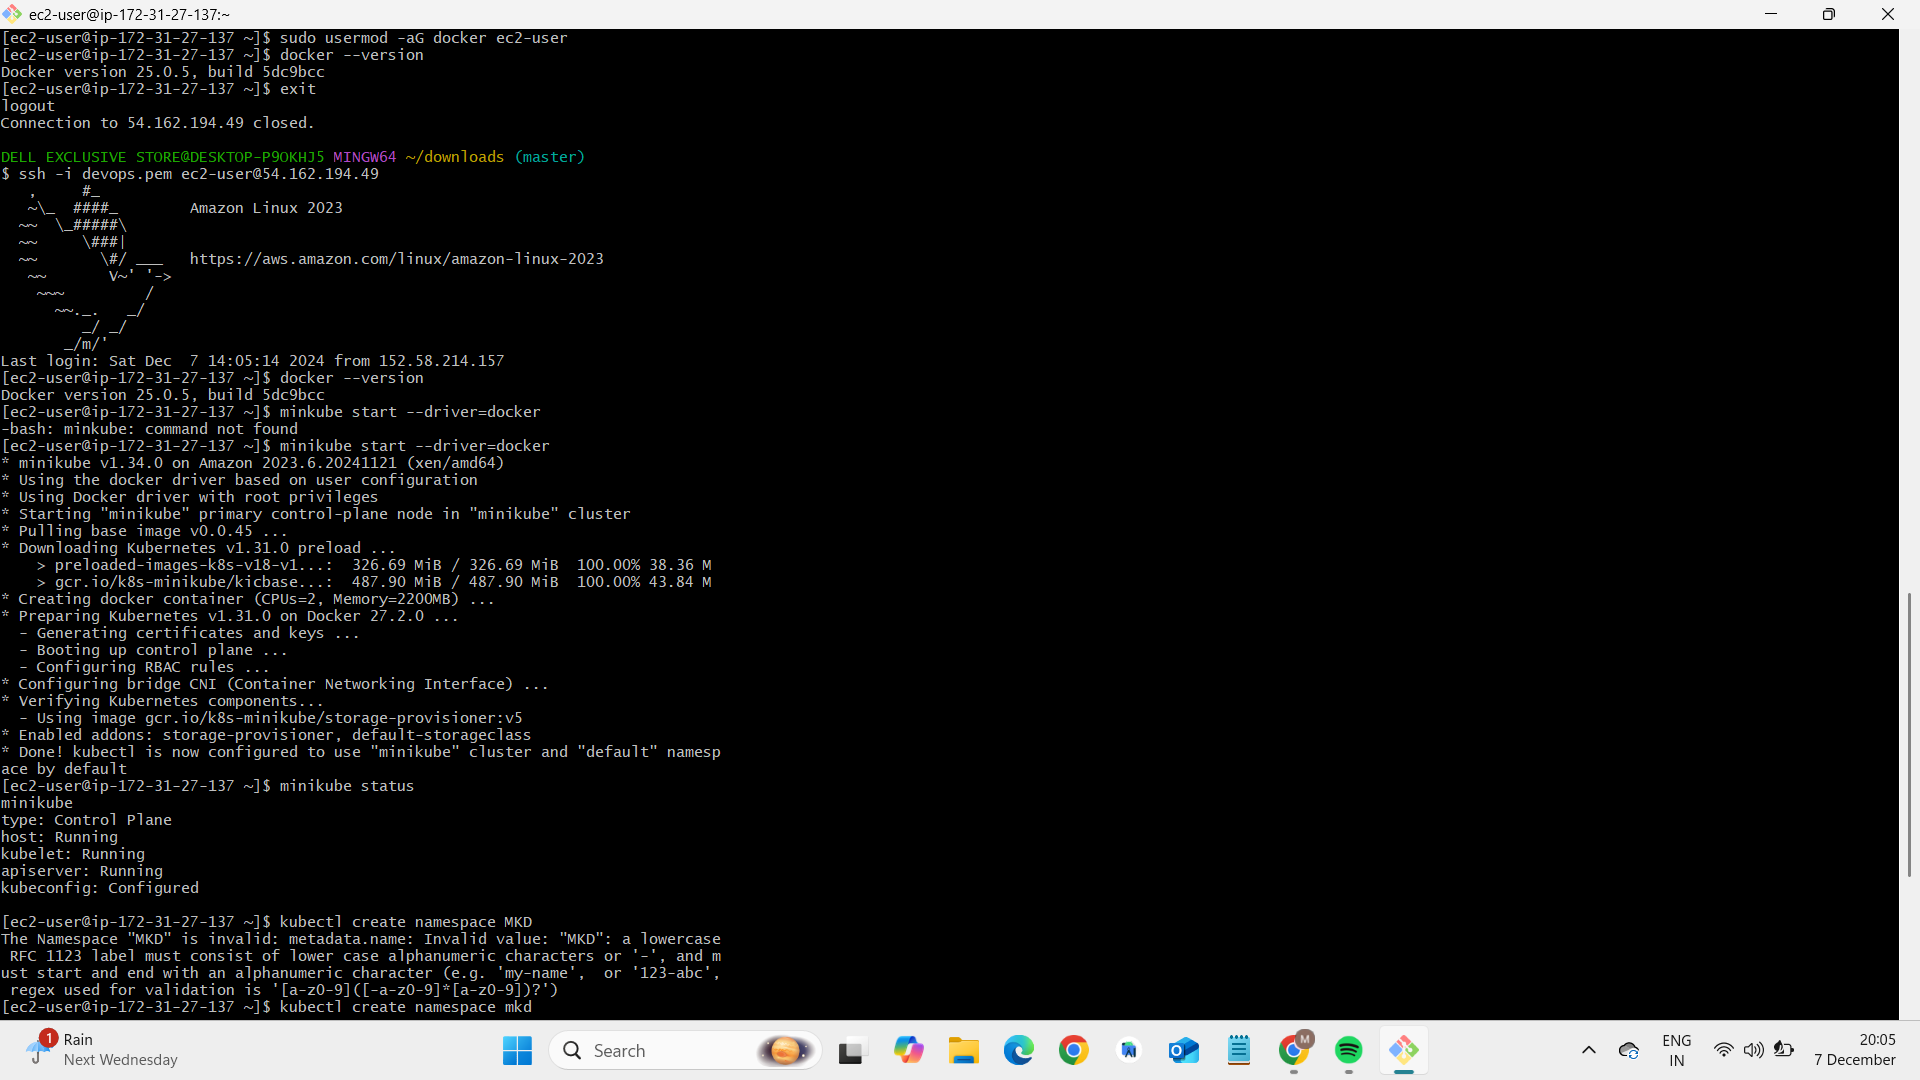 ec2-user@ip-172-31-27-137:~
[ec2-user@ip-172-31-27-137 ~]$ sudo usermod -aG docker ec2-user
[ec2-user@ip-172-31-27-137 ~]$ docker --version
Docker version 25.0.5, build 5dc9bcc
[ec2-user@ip-172-31-27-137 ~]$ exit
logout
Connection to 54.162.194.49 closed.
DELL EXCLUSIVE STORE@DESKTOP-P9OKHJ5 MINGW64 ~/downloads (master)
$ ssh -i devops.pem ec2-user@54.162.194.49
   ,     #_
   ~\_  ####_        Amazon Linux 2023
  ~~  \_#####\
  ~~     \###|
  ~~       \#/ ___   https://aws.amazon.com/linux/amazon-linux-2023
   ~~       V~' '->
    ~~~         /
      ~~._.   _/
         _/ _/
       _/m/'
Last login: Sat Dec  7 14:05:14 2024 from 152.58.214.157
[ec2-user@ip-172-31-27-137 ~]$ docker --version
Docker version 25.0.5, build 5dc9bcc
[ec2-user@ip-172-31-27-137 ~]$ minkube start --driver=docker
-bash: minkube: command not found
[ec2-user@ip-172-31-27-137 ~]$ minikube start --driver=docker
* minikube v1.34.0 on Amazon 2023.6.20241121 (xen/amd64)
* Using the docker driver based on user configuration
* Using Docker driver with root privileges
* Starting "minikube" primary control-plane node in "minikube" cluster
* Pulling base image v0.0.45 ...
* Downloading Kubernetes v1.31.0 preload ...
    > preloaded-images-k8s-v18-v1...:  326.69 MiB / 326.69 MiB  100.00% 38.36 M
    > gcr.io/k8s-minikube/kicbase...:  487.90 MiB / 487.90 MiB  100.00% 43.84 M
* Creating docker container (CPUs=2, Memory=2200MB) ...
* Preparing Kubernetes v1.31.0 on Docker 27.2.0 ...
  - Generating certificates and keys ...
  - Booting up control plane ...
  - Configuring RBAC rules ...
* Configuring bridge CNI (Container Networking Interface) ...
* Verifying Kubernetes components...
  - Using image gcr.io/k8s-minikube/storage-provisioner:v5
* Enabled addons: storage-provisioner, default-storageclass
* Done! kubectl is now configured to use "minikube" cluster and "default" namesp
ace by default
[ec2-user@ip-172-31-27-137 ~]$ minikube status
minikube
type: Control Plane
host: Running
kubelet: Running
apiserver: Running
kubeconfig: Configured
[ec2-user@ip-172-31-27-137 ~]$ kubectl create namespace MKD
The Namespace "MKD" is invalid: metadata.name: Invalid value: "MKD": a lowercase
 RFC 1123 label must consist of lower case alphanumeric characters or '-', and m
ust start and end with an alphanumeric character (e.g. 'my-name',  or '123-abc',
 regex used for validation is '[a-z0-9]([-a-z0-9]*[a-z0-9])?')
[ec2-user@ip-172-31-27-137 ~]$ kubectl create namespace mkd
1
Rain
Next Wednesday
Search
M
ENG
IN
20:05
7 December